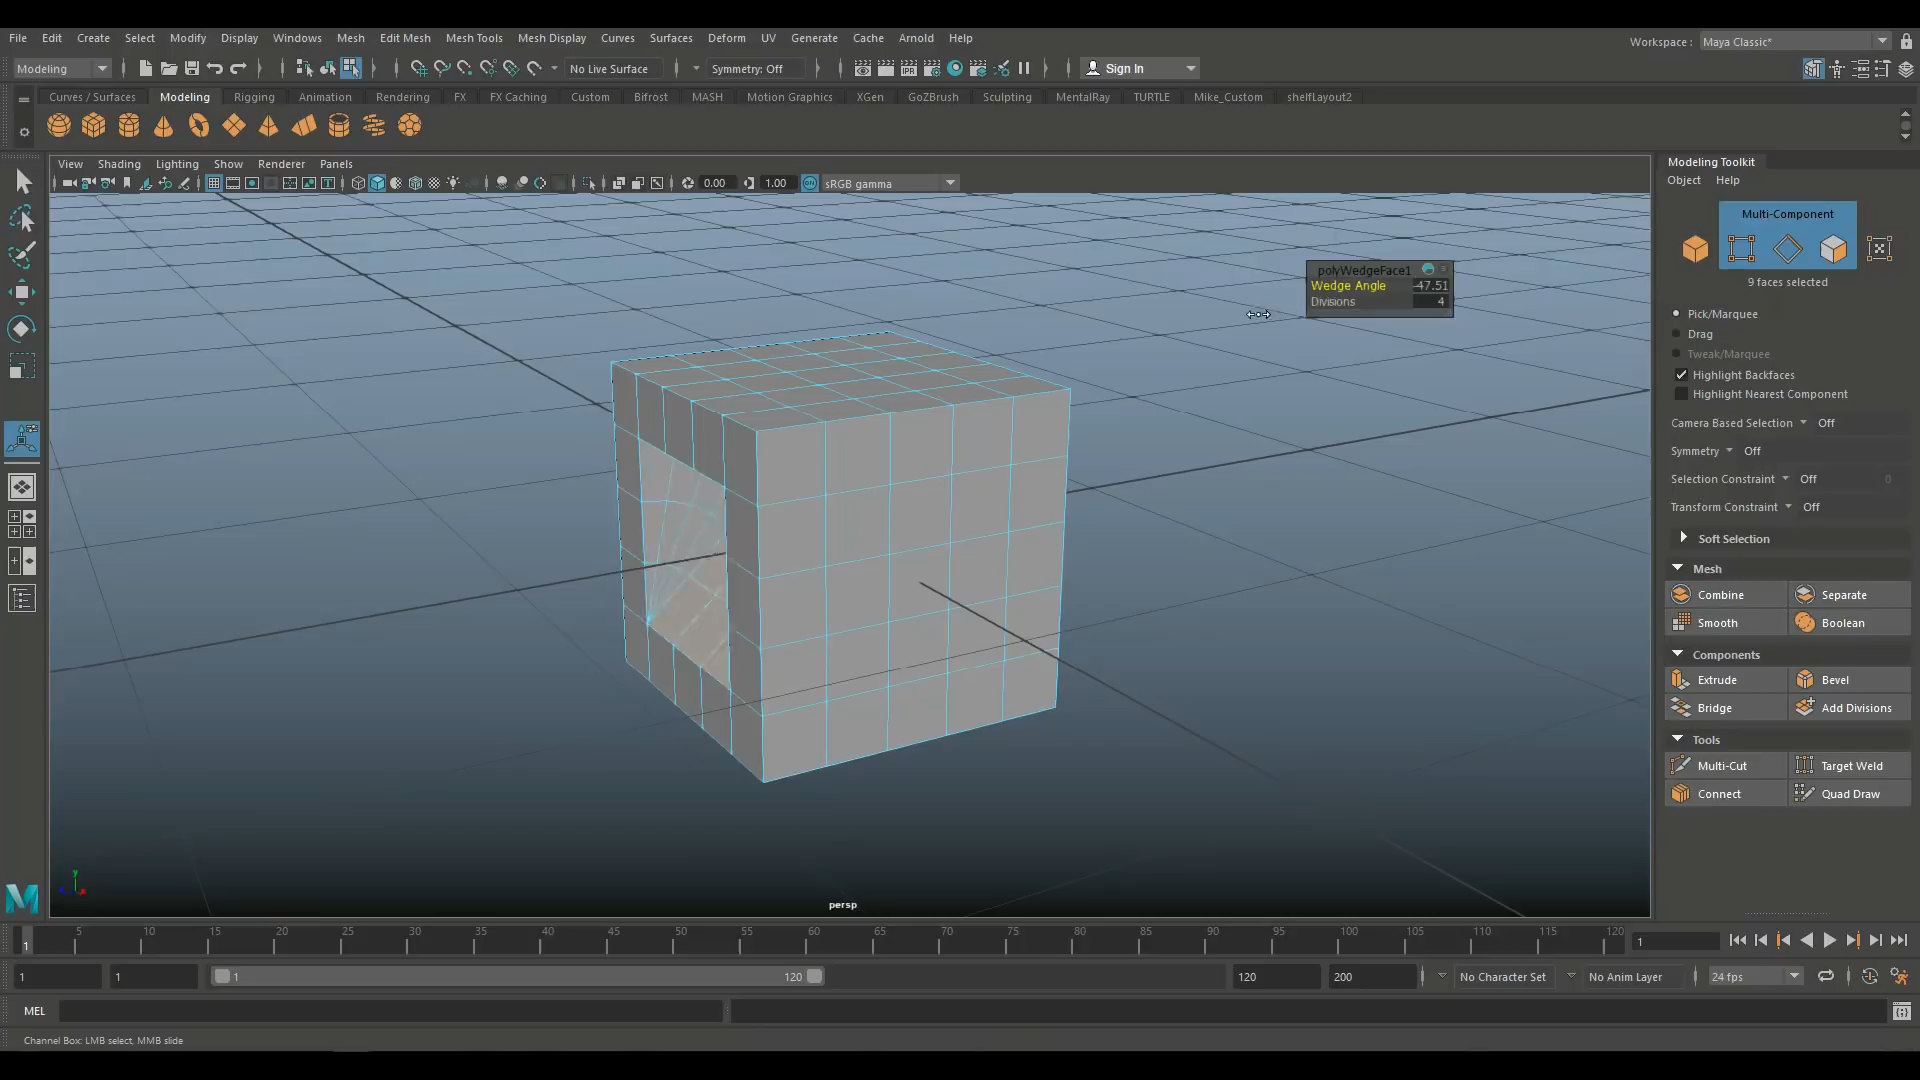 File Edit Create Select Modify Display Windows Mesh Edit Mesh Mesh Tools Mesh Display Curves Surfaces Deform UV Generate Cache Arnold Help
Workspace : Maya Classic*
Modeling No Live Surface Symmetry: Off Sign In
Curves / Surfaces Modeling Rigging Animation Rendering FX FX Caching Custom Bifrost MASH Motion Graphics XGen GoZBrush Sculpting MentalRay TURTLE Mike_Custom shelfLayout2
View Shading Lighting Show Renderer Panels
0.00 1.00 sRGB gamma
polyWedgeFace1
Wedge Angle -47.51
Divisions 4
persp
Modeling Toolkit
Object Help
Multi-Component
9 faces selected
Pick/Marquee
Drag
Tweak/Marquee
Highlight Backfaces
Highlight Nearest Component
Camera Based Selection Off
Symmetry Off
Selection Constraint Off 0
Transform Constraint Off
Soft Selection
Mesh
Combine Separate
Smooth Boolean
Components
Extrude Bevel
Bridge Add Divisions
Tools
Multi-Cut Target Weld
Connect Quad Draw
1 5 10 15 20 25 30 35 40 45 50 55 60 65 70 75 80 85 90 95 100 105 110 115 120 1
1 1 1 120 120 200 No Character Set No Anim Layer 24 fps
MEL
Channel Box: LMB select, MMB slide